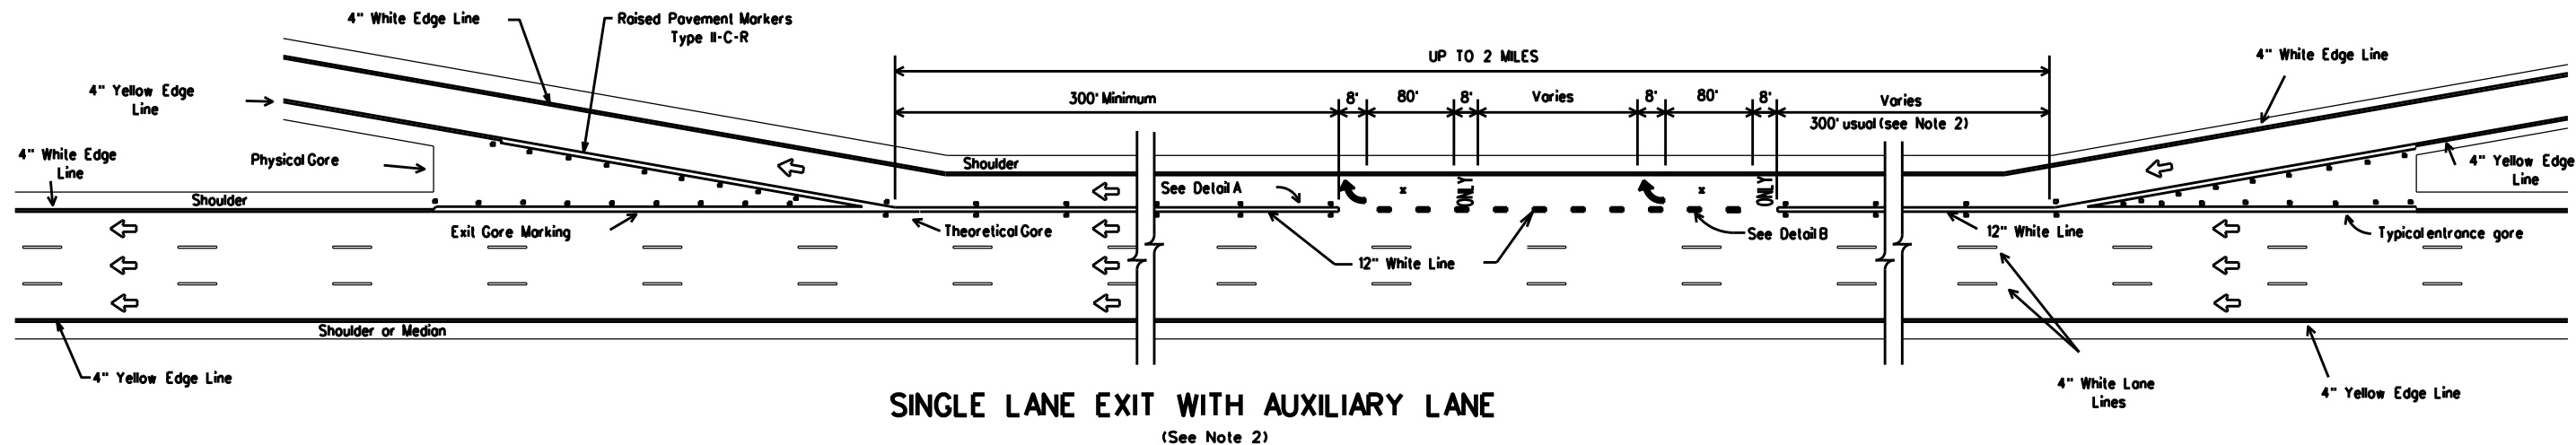 4" White Edge Line
Raised Pavement Markers
Type II-C-R
UP TO 2 MILES
4" White Edge Line
4" Yellow Edge
Line
300' Minimum
8'
80'
8'
Varies
8'
80'
8'
Varies
300' usual (see Note 2)
4" White Edge
Line
Physical Gore
Shoulder
4" Yellow Edge
Line
Shoulder
See Detail A
x
ONLY
x
ONLY
Exit Gore Marking
Theoretical Gore
See Detail B
12" White Line
Typical entrance gore
12" White Line
Shoulder or Median
4" Yellow Edge Line
4" White Lane
Lines
4" Yellow Edge Line
SINGLE LANE EXIT WITH AUXILIARY LANE
(See Note 2)